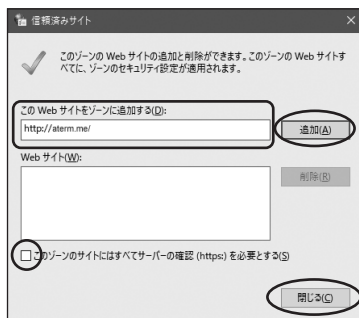 信頼済みサイト
このゾーンの Web サイトの追加と削除ができます。このゾーンの Web サイトす
べてに、ゾーンのセキュリティ設定が適用されます。
この Web サイトをゾーンに追加する(D):
http://aterm.me/
追加(A)
Web サイト(W):
削除(R)
このゾーンのサイトにはすべてサーバーの確認 (https:) を必要とする(S)
閉じる(C)